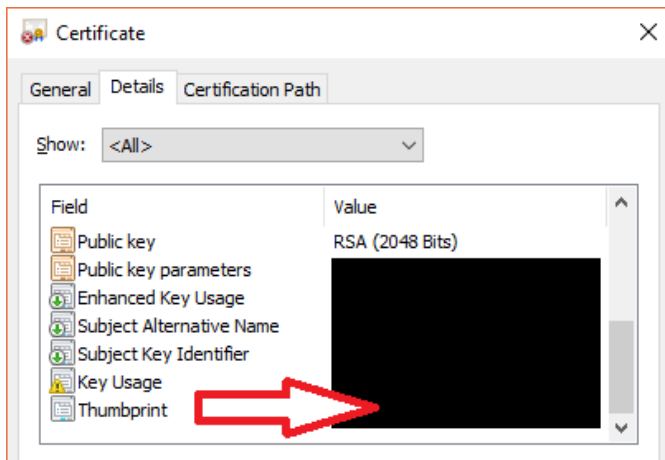 Certificate
General Details Certification Path
Show: <All>
Field Value
Public key RSA (2048 Bits)
Public key parameters
Enhanced Key Usage
Subject Alternative Name
Subject Key Identifier
Key Usage
Thumbprint